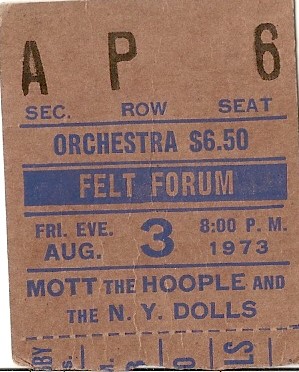 A P 6
SEC. ROW SEAT
ORCHESTRA $6.50
FELT FORUM
FRI. EVE. 3 8:00 P.M.
AUG. 1973
MOTT THE HOOPLE AND
THE N. Y. DOLLS